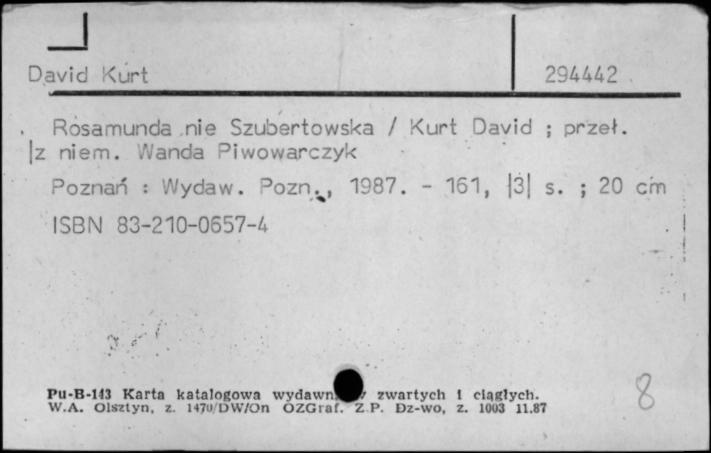 David Kurt 294442
Rosamunda nie Szubertowska / Kurt David ; przeł.
|z niem. Wanda Piwowarczyk
Poznań : Wydaw. Pozn., 1987. - 161, |3| s. ; 20 cm
ISBN 83-210-0657-4
8
Pu-B-143 Karta katalogowa zwartych i ciągłych.
W.A. Olsztyn, z. 1470/DW/On OZGraf. Z.P. Dz-wo, z. 1003 11.87